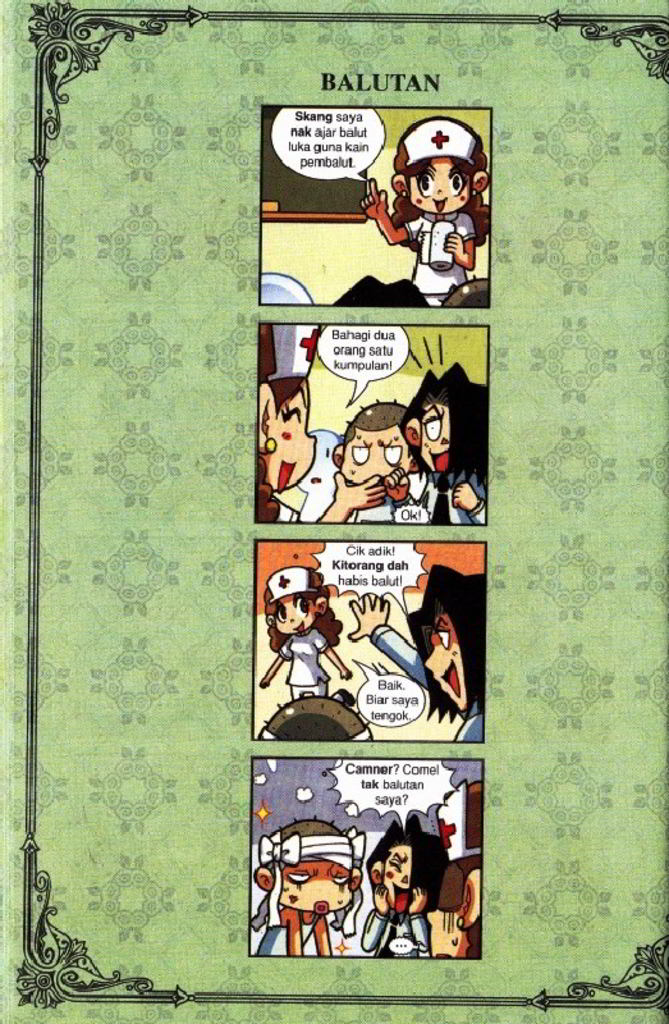 BALUTAN
Skang saya
nak ajar balut
luka guna kain
pembalut.
Bahagi dua
orang satu
kumpulan!
Ok!
Cik adik!
Kitorang dah
habis balut!
Baik.
Biar saya
tengok.
Camner? Comel
tak balutan
saya?
...